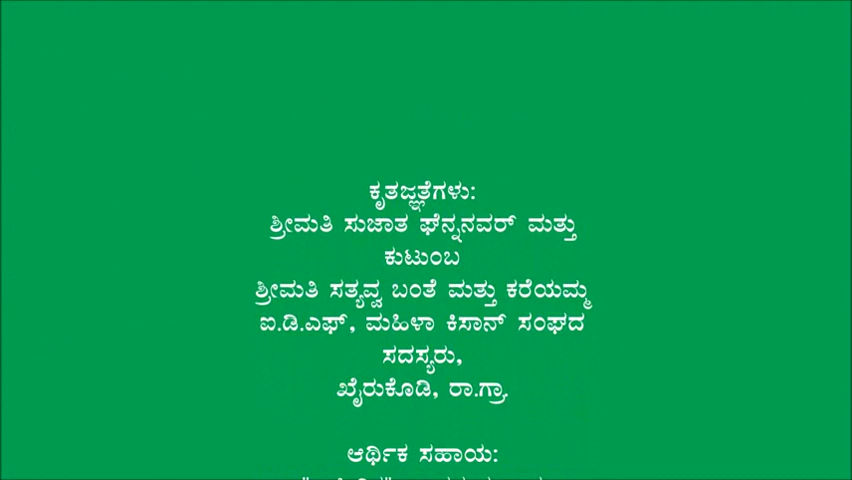 ಕೃತಜ್ಞತೆಗಳು:
ಶ್ರೀಮತಿ ಸುಜಾತ ಘೆನ್ನನವರ್ ಮತ್ತು
ಕುಟುಂಬ
ಶ್ರೀಮತಿ ಸತ್ಯವ್ವ ಬಂತೆ ಮತ್ತು ಕರೆಯಮ್ಮ
ಐ.ಡಿ.ಎಫ್, ಮಹಿಳಾ ಕಿಸಾನ್ ಸಂಘದ
ಸದಸ್ಯರು,
ಖೈರುಕೊಡಿ, ರಾ.ಗ್ರಾ.
ಆರ್ಥಿಕ ಸಹಾಯ: